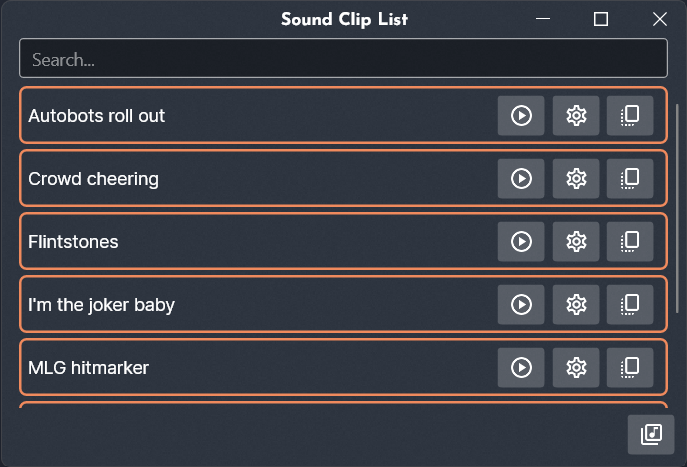 Sound Clip List
Search...
Autobots roll out
Crowd cheering
Flintstones
I'm the joker baby
MLG hitmarker